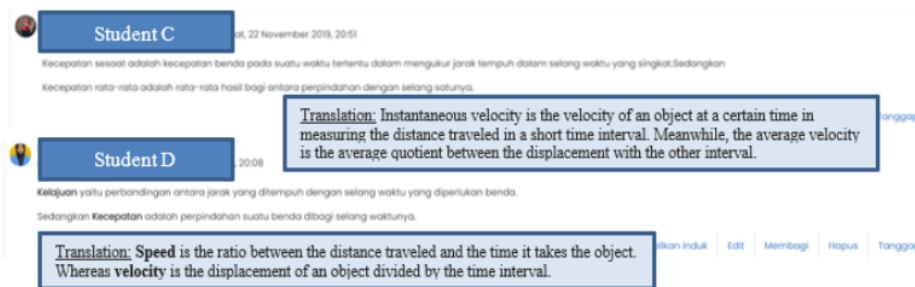 Student C
at, 22 November 2019, 20:51
Kecepatan sesaat adalah kecepatan benda pada suatu waktu tertentu dalam mengukur jarak tempuh dalam selang waktu yang singkat.Sedangkan
Kecepatan rata-rata adalah rata-rata hasil bagi antara perpindahan dengan selang satunya.
Translation: Instantaneous velocity is the velocity of an object at a certain time in
measuring the distance traveled in a short time interval. Meanwhile, the average velocity
is the average quotient between the displacement with the other interval.
Tanggap
Student D
, 20:08
Kelajuan yaitu perbandingan antara jarak yang ditempuh dengan selang waktu yang diperlukan benda.
Sedangkan Kecepatan adalah perpindahan suatu benda dibagi selang waktunya.
ilkan induk Edit Membagi Hapus Tanggap
Translation: Speed is the ratio between the distance traveled and the time it takes the object.
Whereas velocity is the displacement of an object divided by the time interval.